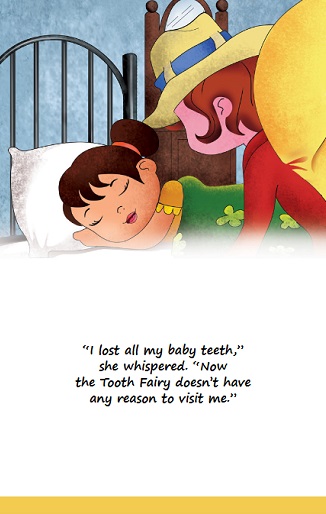 “I lost all my baby teeth,”
she whispered. “Now
the Tooth Fairy doesn’t have
any reason to visit me.”